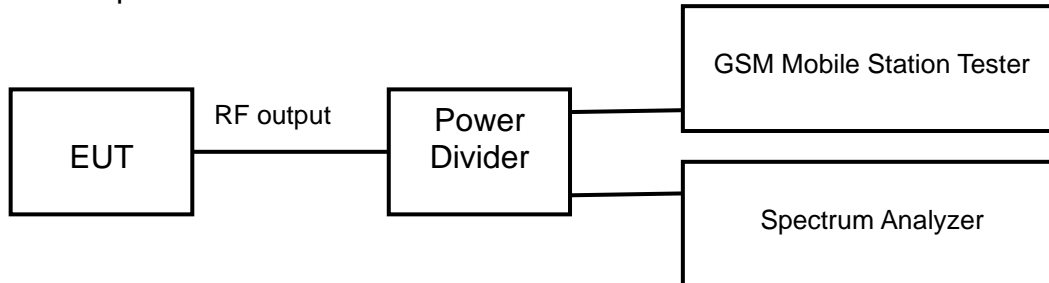 GSM Mobile Station Tester
RF output
Power
Divider
EUT
Spectrum Analyzer